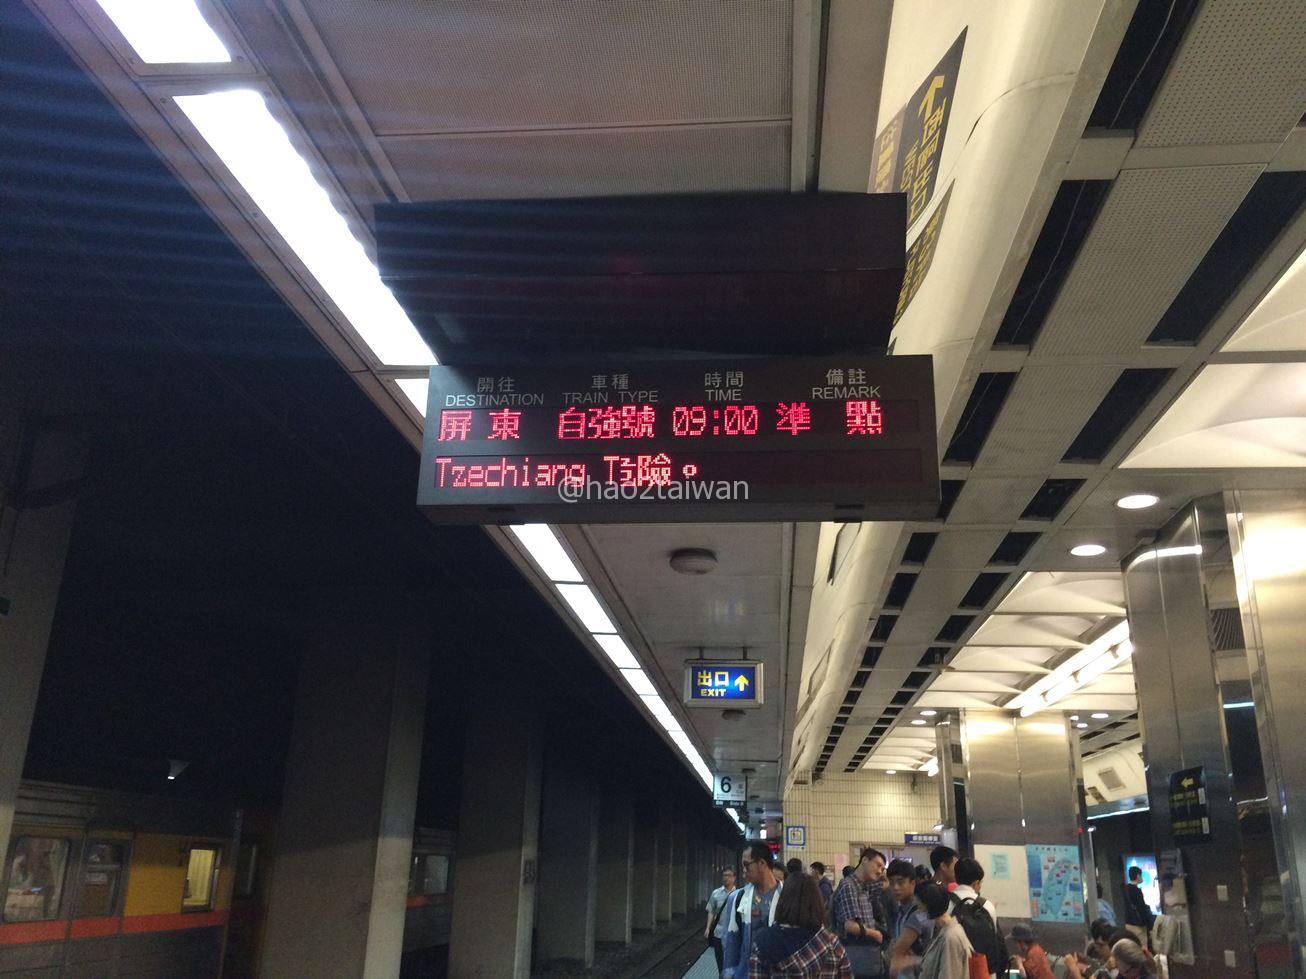 開往 車種 時間 備註
DESTINATION TRAIN TYPE TIME REMARK
屏東 自強號 09:00 準點
Tzechiang
險。
@hao2taiwan
出口
EXIT
6